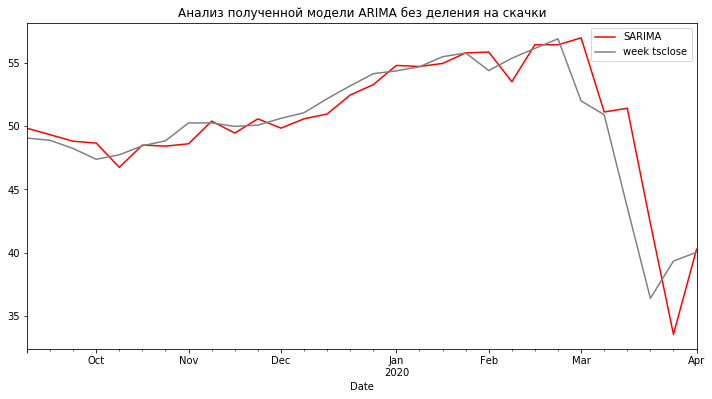 Анализ полученной модели ARIMA без деления на скачки
SARIMA
week tsclose
55
50
45
40
35
Oct
Nov
Dec
Jan
2020
Feb
Mar
Apr
Date